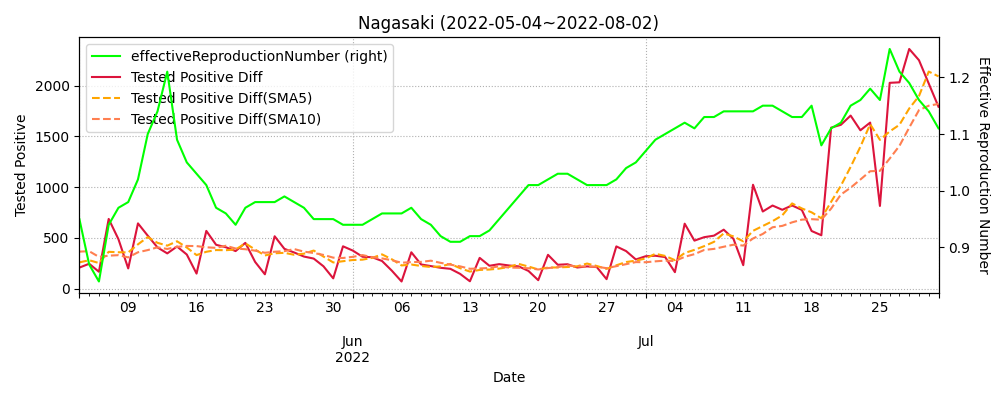 Nagasaki (2022-05-04~2022-08-02)
effectiveReproductionNumber (right)
Tested Positive Diff
Tested Positive Diff(SMA5)
Tested Positive Diff(SMA10)
Tested Positive
2000
1500
1000
500
0
Effective Reproduction Number
1.2
1.1
1.0
0.9
09 16 23 30 06 13 20 27 04 11 18 25
Jun Jul
2022
Date